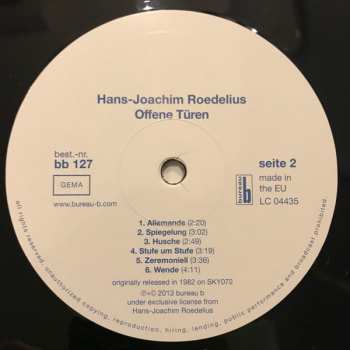 Hans-Joachim Roedelius
Offene Türen
best.-nr.
bb 127
GEMA
www.bureau-b.com
bureau b
seite 2
made in
the EU
LC 04435
1. Allemande (2:20)
2. Spiegelung (3:02)
3. Husche (2:49)
4. Stufe um Stufe (3:19)
5. Zeremoniell (3:36)
6. Wende (4:11)
originally released in 1982 on SKY072
℗+© 2013 bureau b
under exclusive license from
Hans-Joachim Roedelius
all rights reserved. unauthorized copying, reproduction, hiring, lending, public performance and broadcast prohibited.